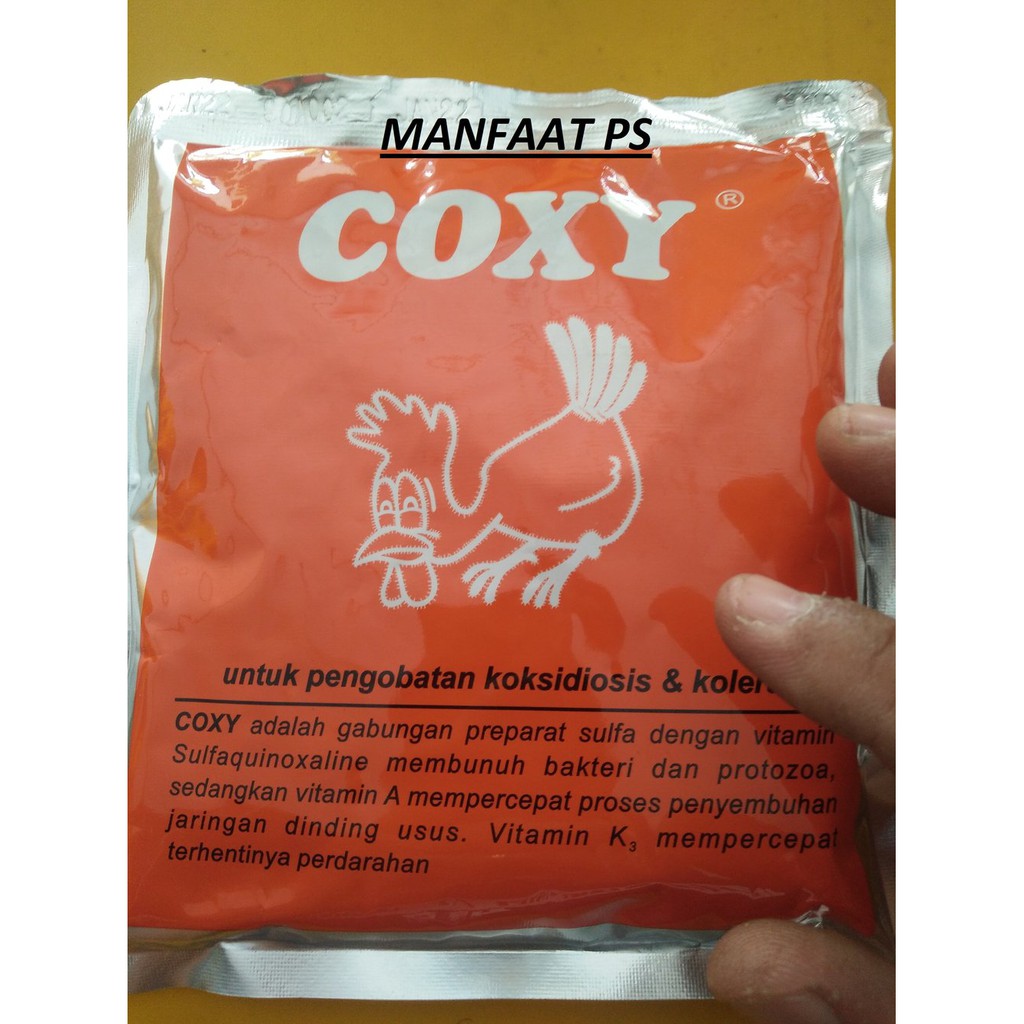 MANFAAT PS
COXY ®
untuk pengobatan koksidiosis &
COXY adalah gabungan preparat sulfa dengan vitamin
Sulfaquinoxaline membunuh bakteri dan protozoa,
sedangkan vitamin A mempercepat proses penyembuhan
jaringan dinding usus. Vitamin K₃ mempercepat
terhentinya perdarahan